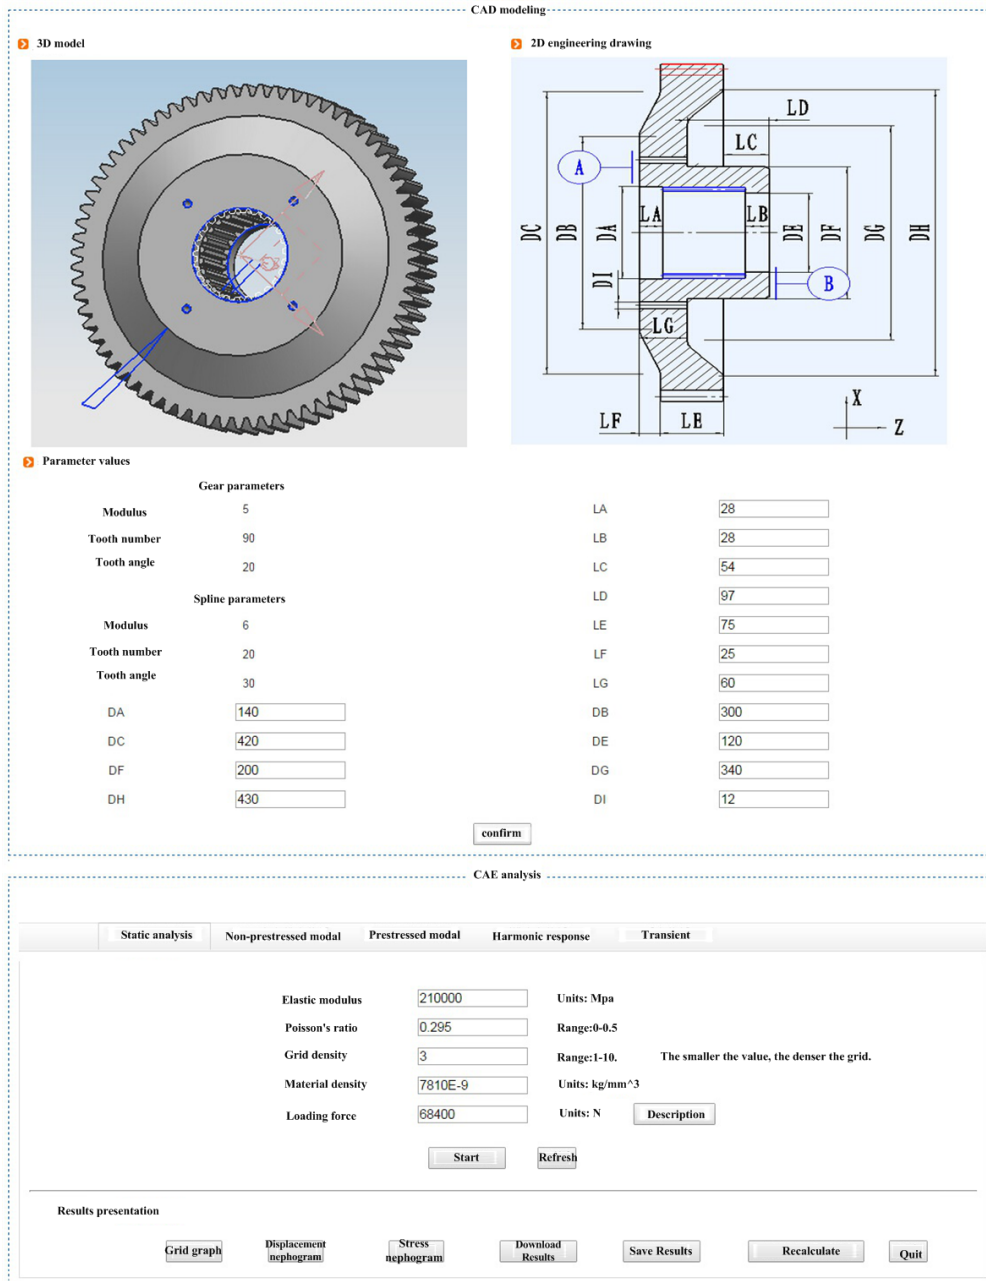 CAD modeling
3D model
2D engineering drawing
LD
LC
A
LA
LB
DC
DB
DA
DI
DE
DF
DG
DH
B
LG
LF
LE
X
Z
Parameter values
Gear parameters
Modulus 5
Tooth number 90
Tooth angle 20
Spline parameters
Modulus 6
Tooth number 20
Tooth angle 30
DA 140
DC 420
DF 200
DH 430
LA 28
LB 28
LC 54
LD 97
LE 75
LF 25
LG 60
DB 300
DE 120
DG 340
DI 12
confirm
CAE analysis
Static analysis Non-prestressed modal Prestressed modal Harmonic response Transient
Elastic modulus 210000 Units: Mpa
Poisson's ratio 0.295 Range:0-0.5
Grid density 3 Range:1-10. The smaller the value, the denser the grid.
Material density 7810E-9 Units: kg/mm^3
Loading force 68400 Units: N Description
Start Refresh
Results presentation
Grid graph
Displacement
nephogram
Stress
nephogram
Download
Results
Save Results
Recalculate
Quit